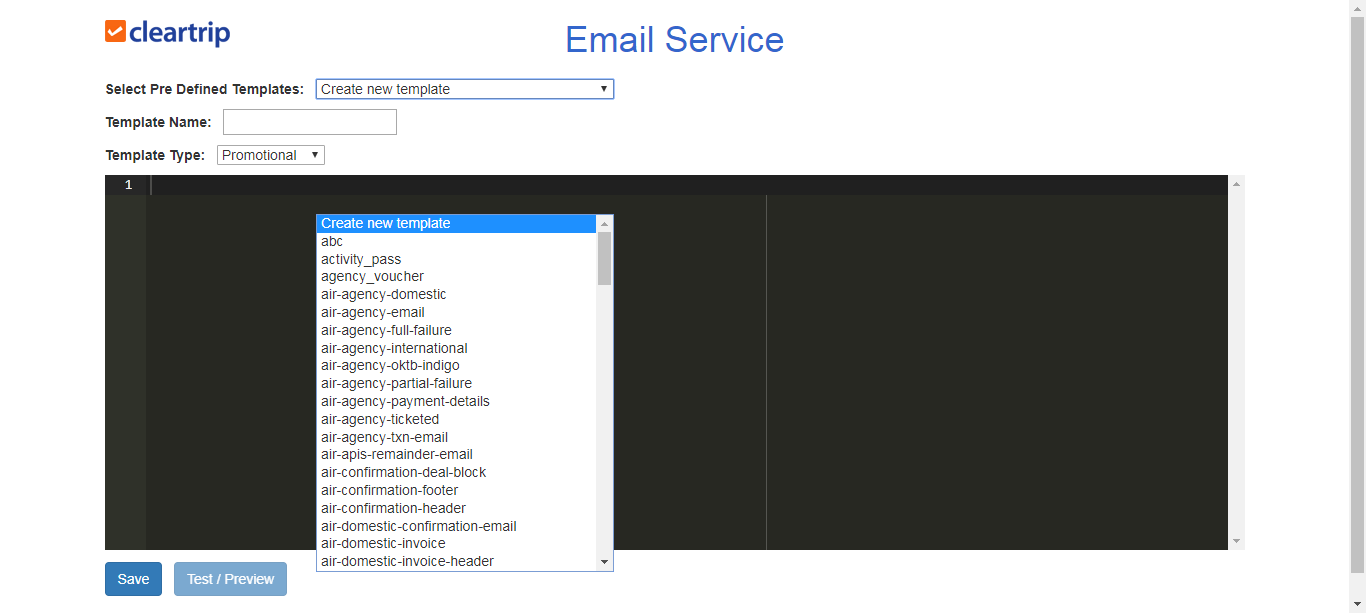 cleartrip
Email Service
Select Pre Defined Templates: Create new template
Template Name:
Template Type: Promotional
1
Create new template
abc
activity_pass
agency_voucher
air-agency-domestic
air-agency-email
air-agency-full-failure
air-agency-international
air-agency-oktb-indigo
air-agency-partial-failure
air-agency-payment-details
air-agency-ticketed
air-agency-txn-email
air-apis-remainder-email
air-confirmation-deal-block
air-confirmation-footer
air-confirmation-header
air-domestic-confirmation-email
air-domestic-invoice
air-domestic-invoice-header
Save Test / Preview